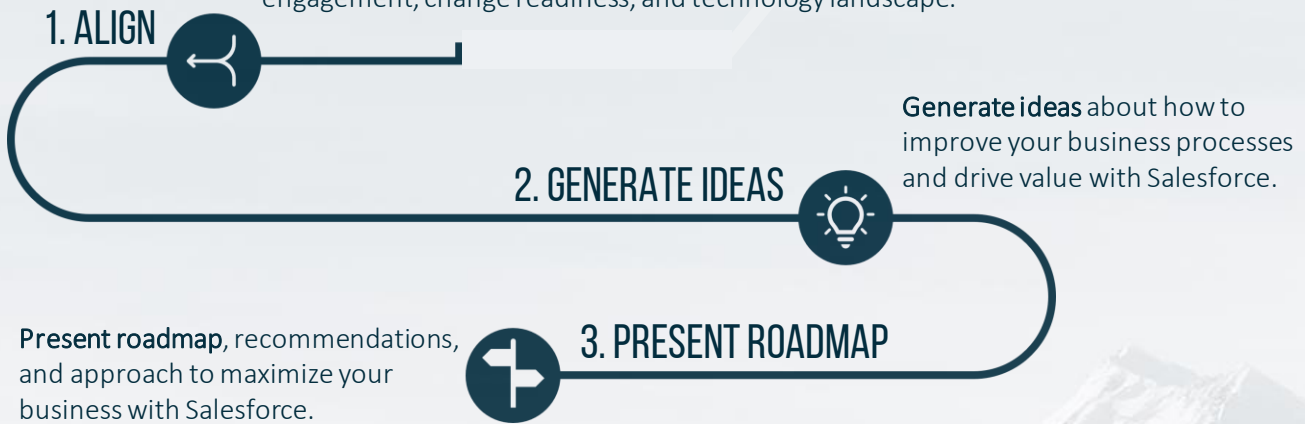 engagement, change readiness, and technology landscape.
1. ALIGN
Generate ideas about how to
improve your business processes
and drive value with Salesforce.
2. GENERATE IDEAS
3. PRESENT ROADMAP
Present roadmap, recommendations,
and approach to maximize your
business with Salesforce.